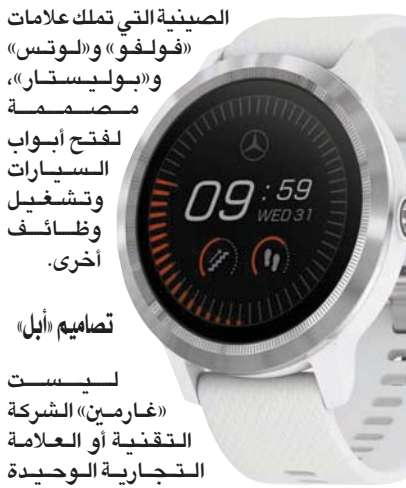 الصينية التي تملك علامات
«فولفو» و«لوتس»
و«بوليستار»،
مصممة
لفتح أبواب
السيارات
وتشغيل
وظائف
أخرى.
تصاميم «أبل»
ليست
«غارمين» الشركة
التقنية أو العلامة
التجارية الوحيدة
09:59
WED 31